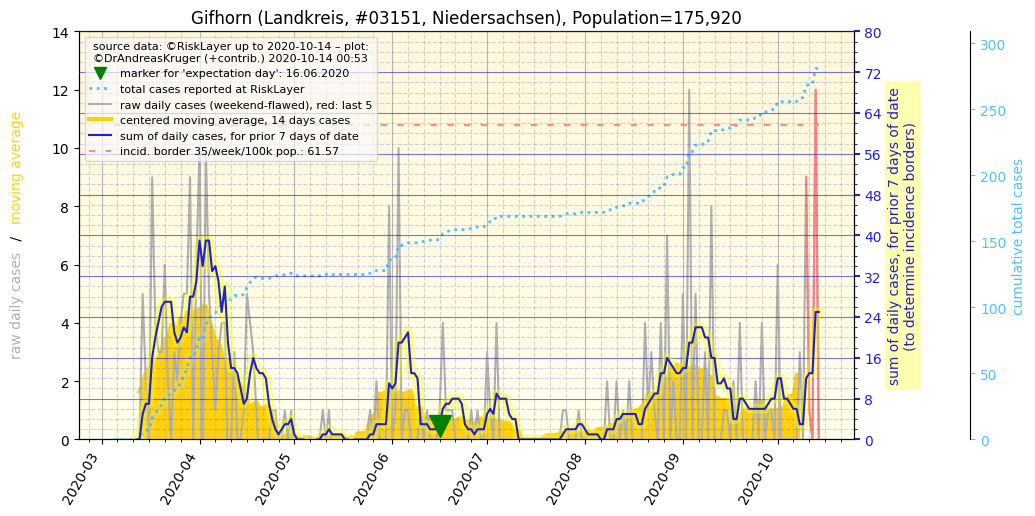 Gifhorn (Landkreis, #03151, Niedersachsen), Population=175,920
source data: ©RiskLayer up to 2020-10-14 – plot:
©DrAndreasKruger (+contrib.) 2020-10-14 00:53
marker for 'expectation day': 16.06.2020
total cases reported at RiskLayer
raw daily cases (weekend-flawed), red: last 5
centered moving average, 14 days cases
sum of daily cases, for prior 7 days of date
incid. border 35/week/100k pop.: 61.57
raw daily cases / moving average
14
12
10
8
6
4
2
0
80
72
64
56
48
40
32
24
16
8
0
sum of daily cases, for prior 7 days of date
(to determine incidence borders)
300
250
200
150
100
50
0
cumulative total cases
2020-03
2020-04
2020-05
2020-06
2020-07
2020-08
2020-09
2020-10